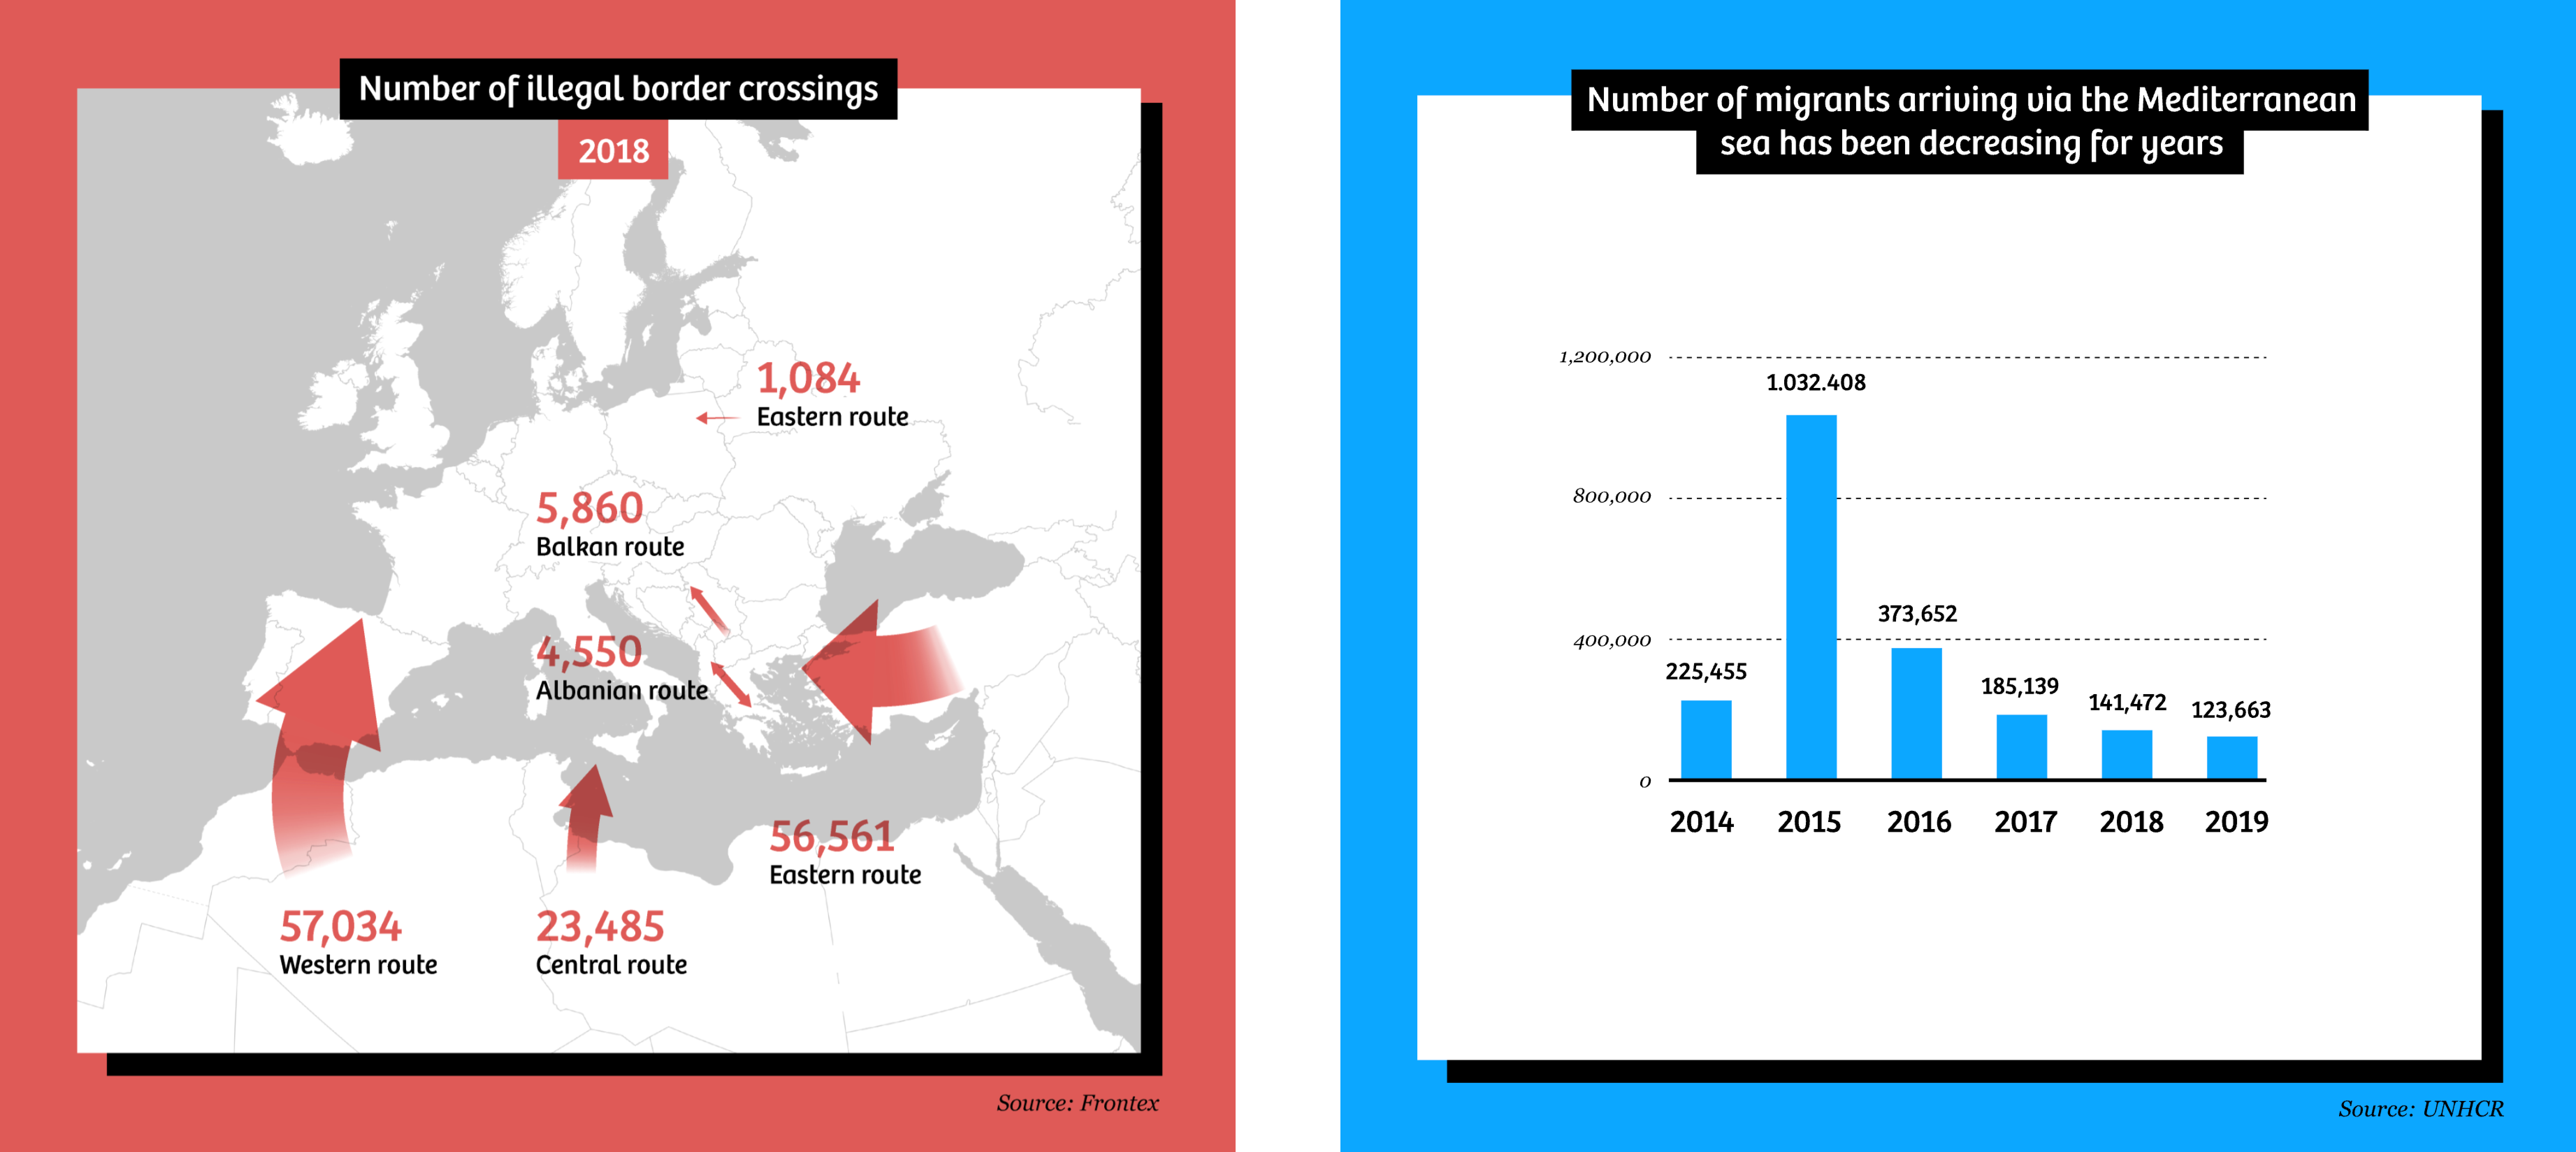 Number of illegal border crossings
2018
1,084
Eastern route
5,860
Balkan route
4,550
Albanian route
56,561
Eastern route
57,034
Western route
23,485
Central route
Source: Frontex
Number of migrants arriving via the Mediterranean
sea has been decreasing for years
1,200,000
1.032.408
800,000
373,652
400,000
225,455
185,139
141,472
123,663
0
2014
2015
2016
2017
2018
2019
Source: UNHCR